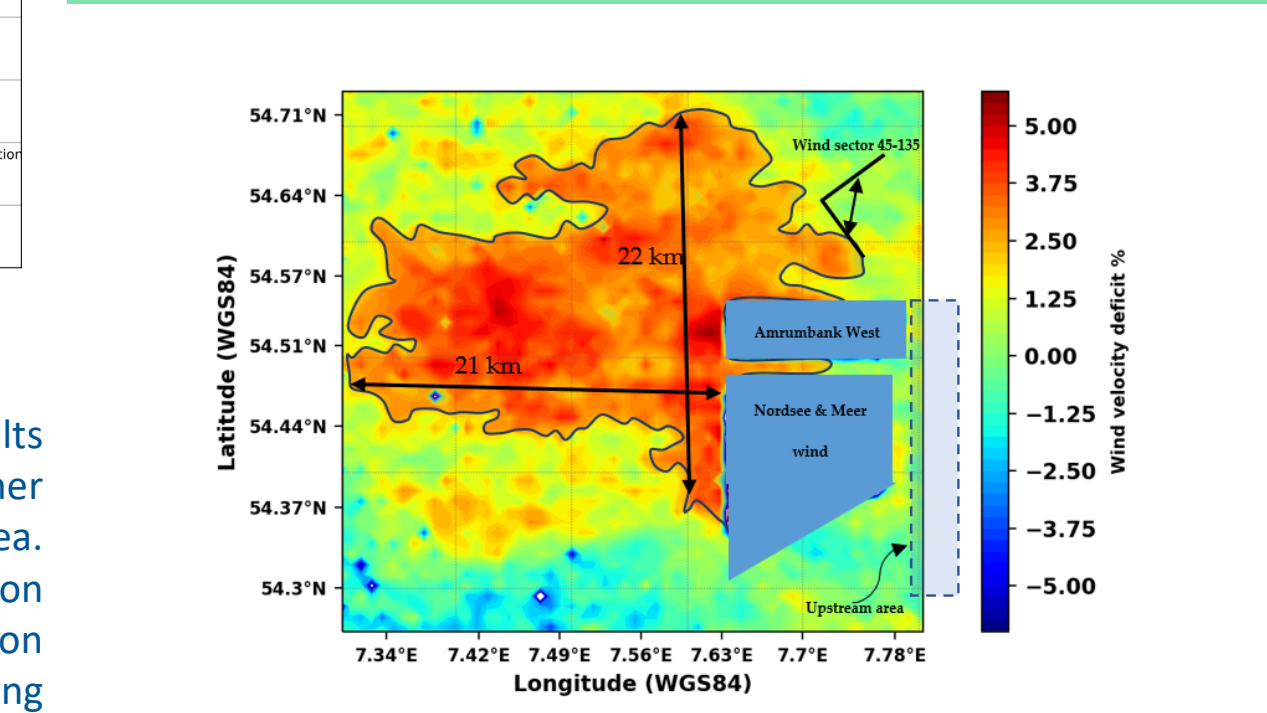 tion
lts
her
ea.
on
on
ng
54.71°N
54.64°N
54.57°N
54.51°N
54.44°N
54.37°N
54.3°N
Latitude (WGS84)
7.34°E 7.42°E 7.49°E 7.56°E 7.63°E 7.7°E 7.78°E
Longitude (WGS84)
Wind sector 45-135
22 km
21 km
Amrumbank West
Nordsee & Meer
wind
Upstream area
5.00
3.75
2.50
1.25
0.00
−1.25
−2.50
−3.75
−5.00
Wind velocity deficit %